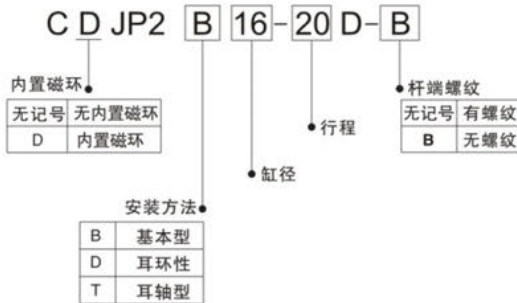 CDJP2 B 16-20 D-B
内置磁环
无记号 无内置磁环
D 内置磁环
杆端螺纹
无记号 有螺纹
B 无螺纹
行程
缸径
安装方法
B 基本型
D 耳环性
T 耳轴型